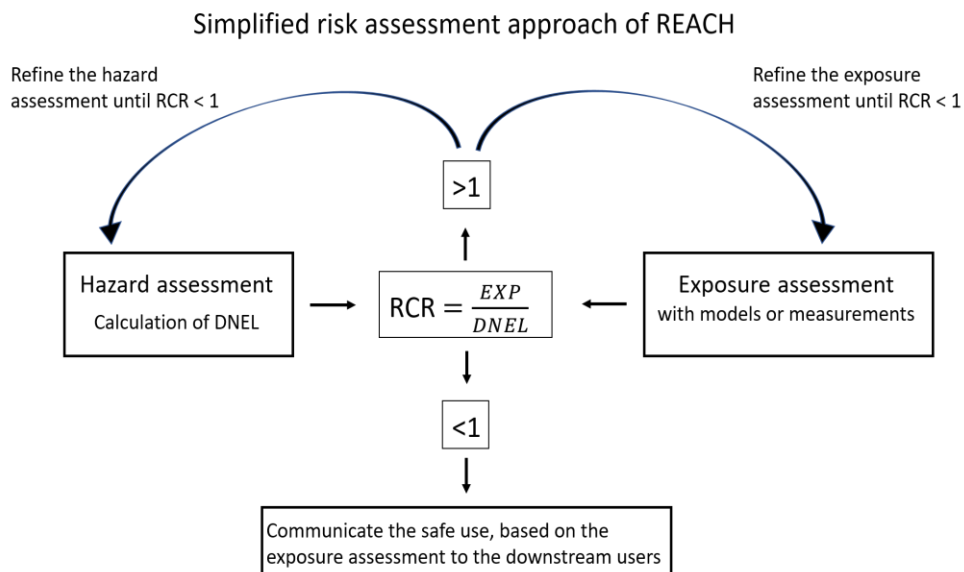 Simplified risk assessment approach of REACH
Refine the hazard
assessment until RCR < 1
Refine the exposure
assessment until RCR < 1
>1
Hazard assessment
Calculation of DNEL
RCR = EXP/DNEL
Exposure assessment
with models or measurements
<1
Communicate the safe use, based on the
exposure assessment to the downstream users